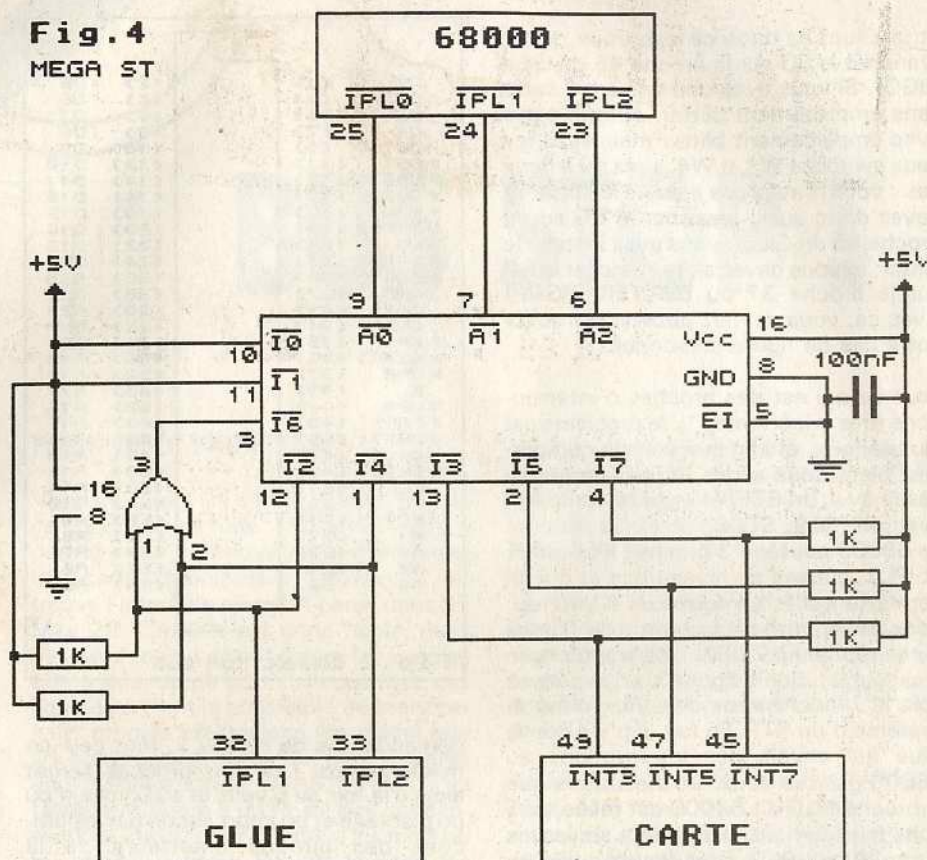 Fig.4
MEGA ST
68000
IPL0 IPL1 IPL2
25 24 23
+5V +5V
9 7 6
A0 A1 A2
10 I0
11 I1
3 I6
Vcc 16
GND 8
EI 5
100nF
I2 I4 I3 I5 I7
12 1 13 2 4
3
16
8
1 2
1K
1K
1K
1K
1K
32 33
IPL1 IPL2
GLUE
49 47 45
INT3 INT5 INT7
CARTE